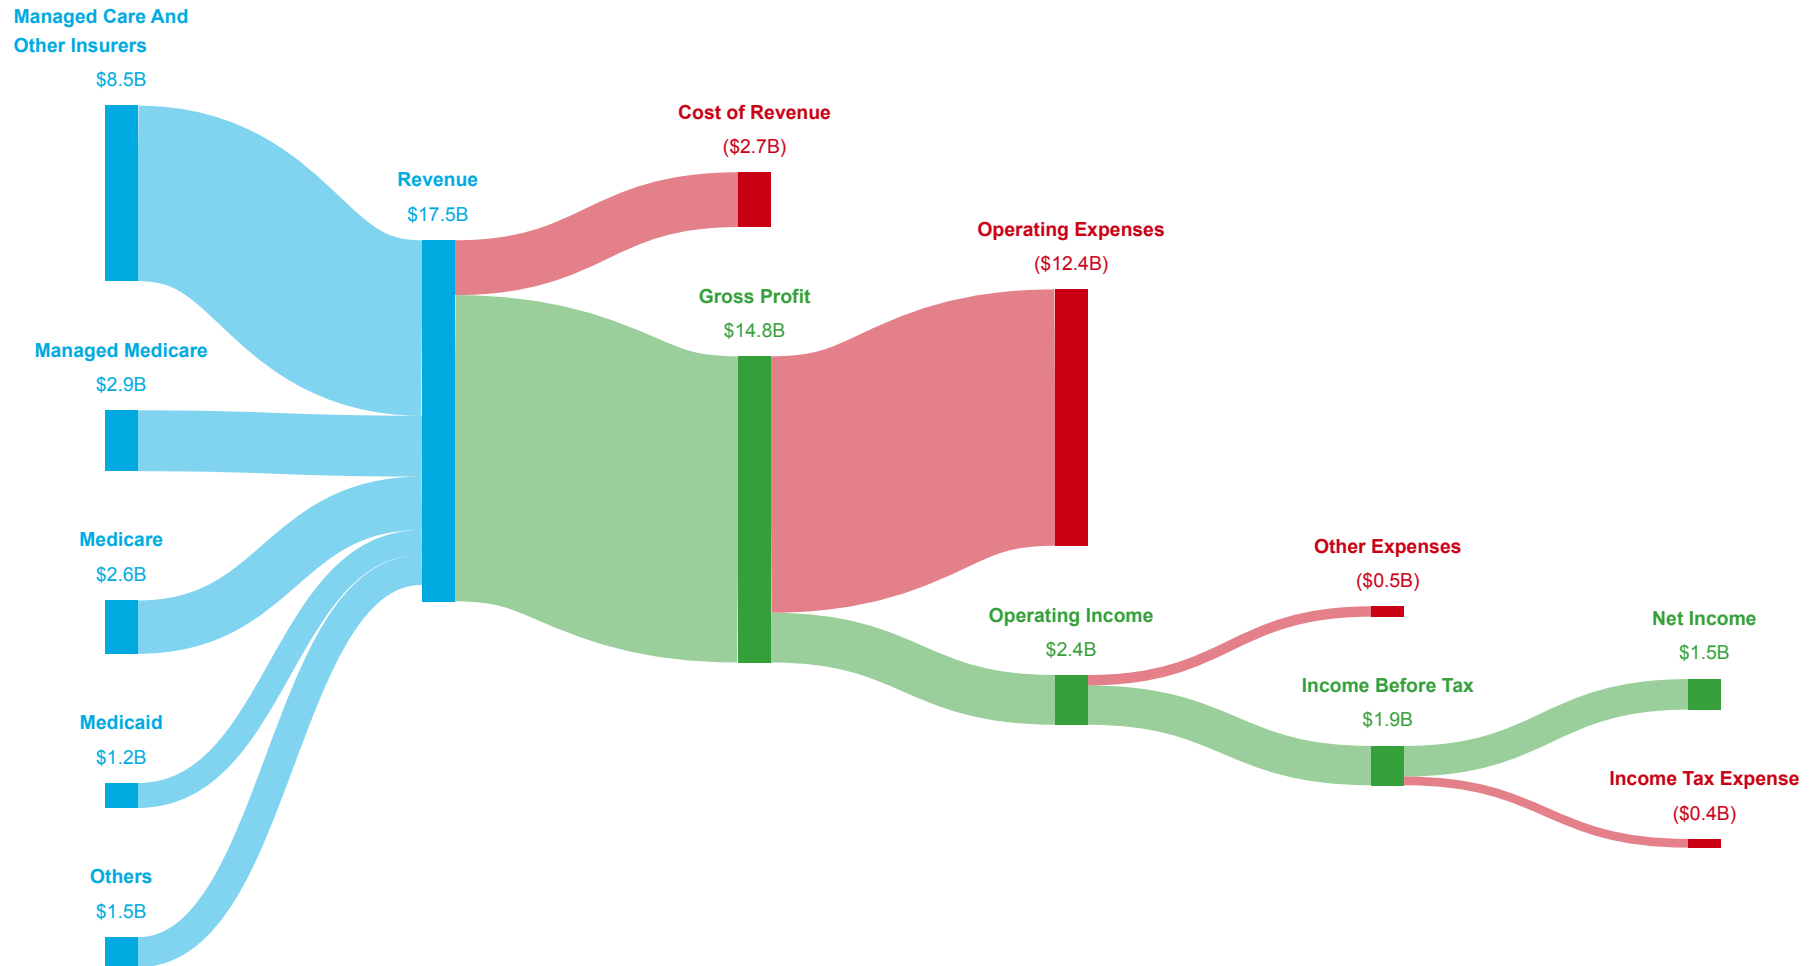 Managed Care And
Other Insurers
$8.5B
Managed Medicare
$2.9B
Medicare
$2.6B
Medicaid
$1.2B
Others
$1.5B
Revenue
$17.5B
Cost of Revenue
($2.7B)
Gross Profit
$14.8B
Operating Expenses
($12.4B)
Operating Income
$2.4B
Other Expenses
($0.5B)
Income Before Tax
$1.9B
Net Income
$1.5B
Income Tax Expense
($0.4B)